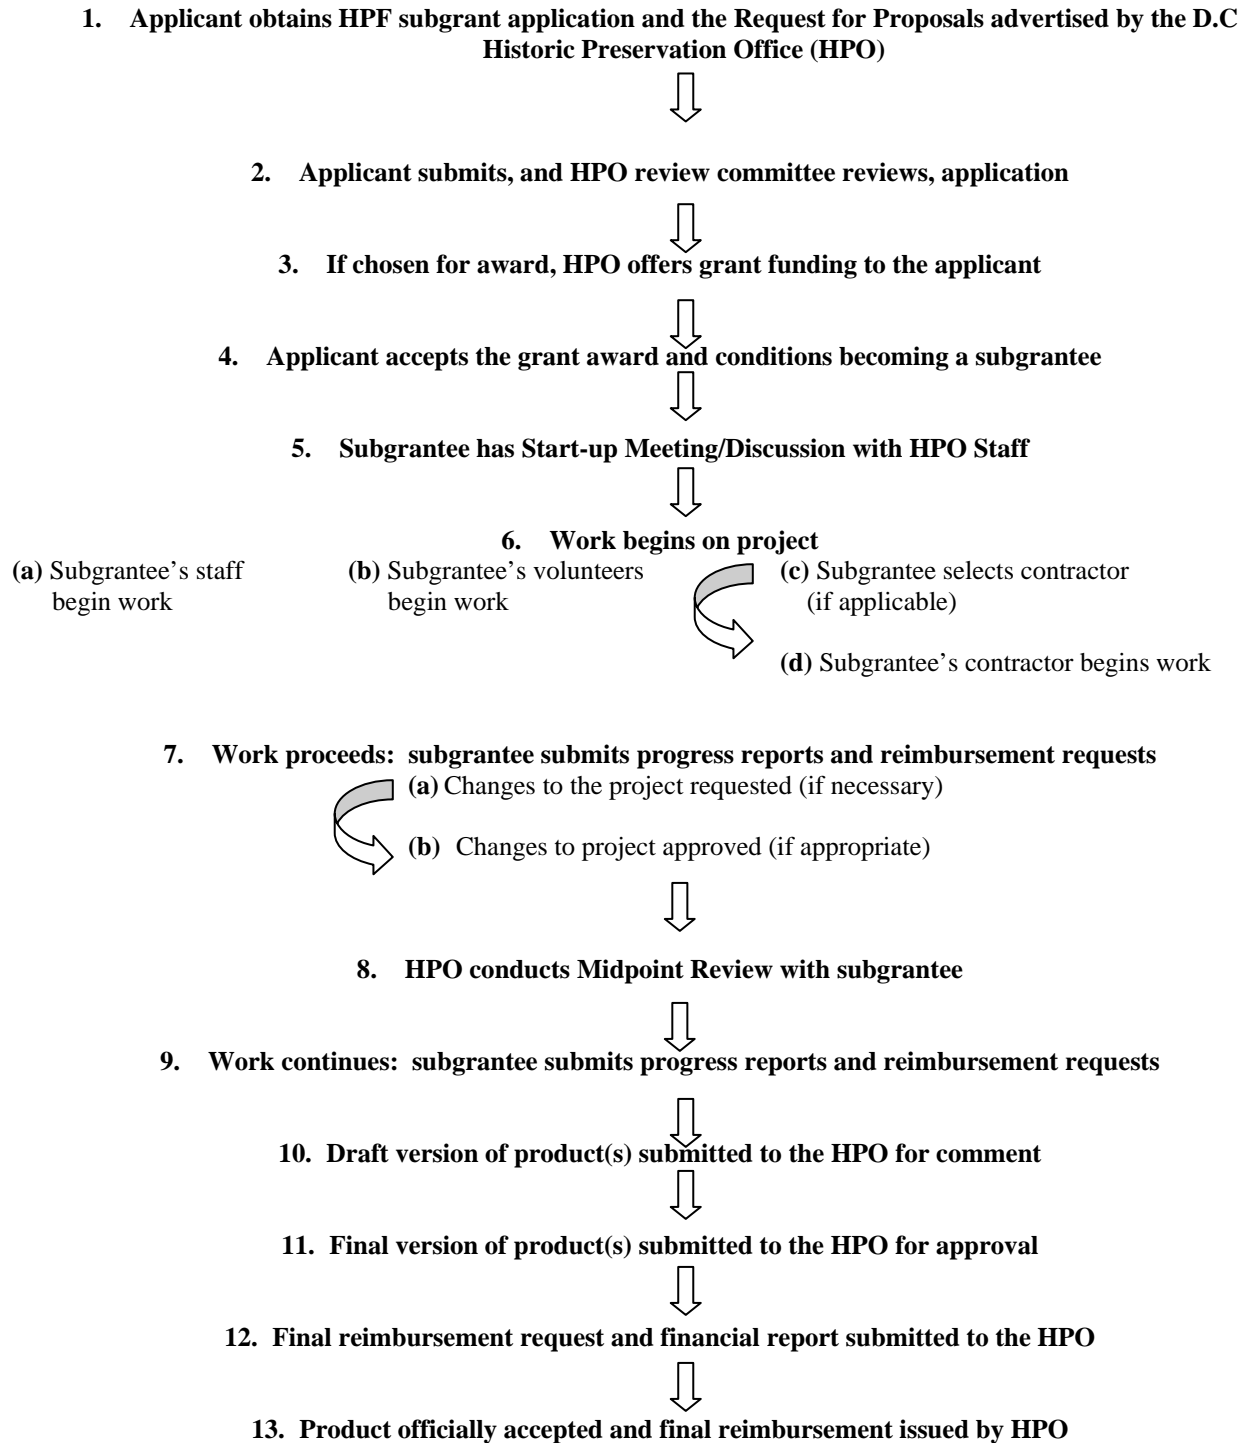 1. Applicant obtains HPF subgrant application and the Request for Proposals advertised by the D.C
Historic Preservation Office (HPO)
2. Applicant submits, and HPO review committee reviews, application
3. If chosen for award, HPO offers grant funding to the applicant
4. Applicant accepts the grant award and conditions becoming a subgrantee
5. Subgrantee has Start-up Meeting/Discussion with HPO Staff
6. Work begins on project
(a) Subgrantee’s staff
begin work
(b) Subgrantee’s volunteers
begin work
(c) Subgrantee selects contractor
(if applicable)
(d) Subgrantee’s contractor begins work
7. Work proceeds: subgrantee submits progress reports and reimbursement requests
(a) Changes to the project requested (if necessary)
(b) Changes to project approved (if appropriate)
8. HPO conducts Midpoint Review with subgrantee
9. Work continues: subgrantee submits progress reports and reimbursement requests
10. Draft version of product(s) submitted to the HPO for comment
11. Final version of product(s) submitted to the HPO for approval
12. Final reimbursement request and financial report submitted to the HPO
13. Product officially accepted and final reimbursement issued by HPO